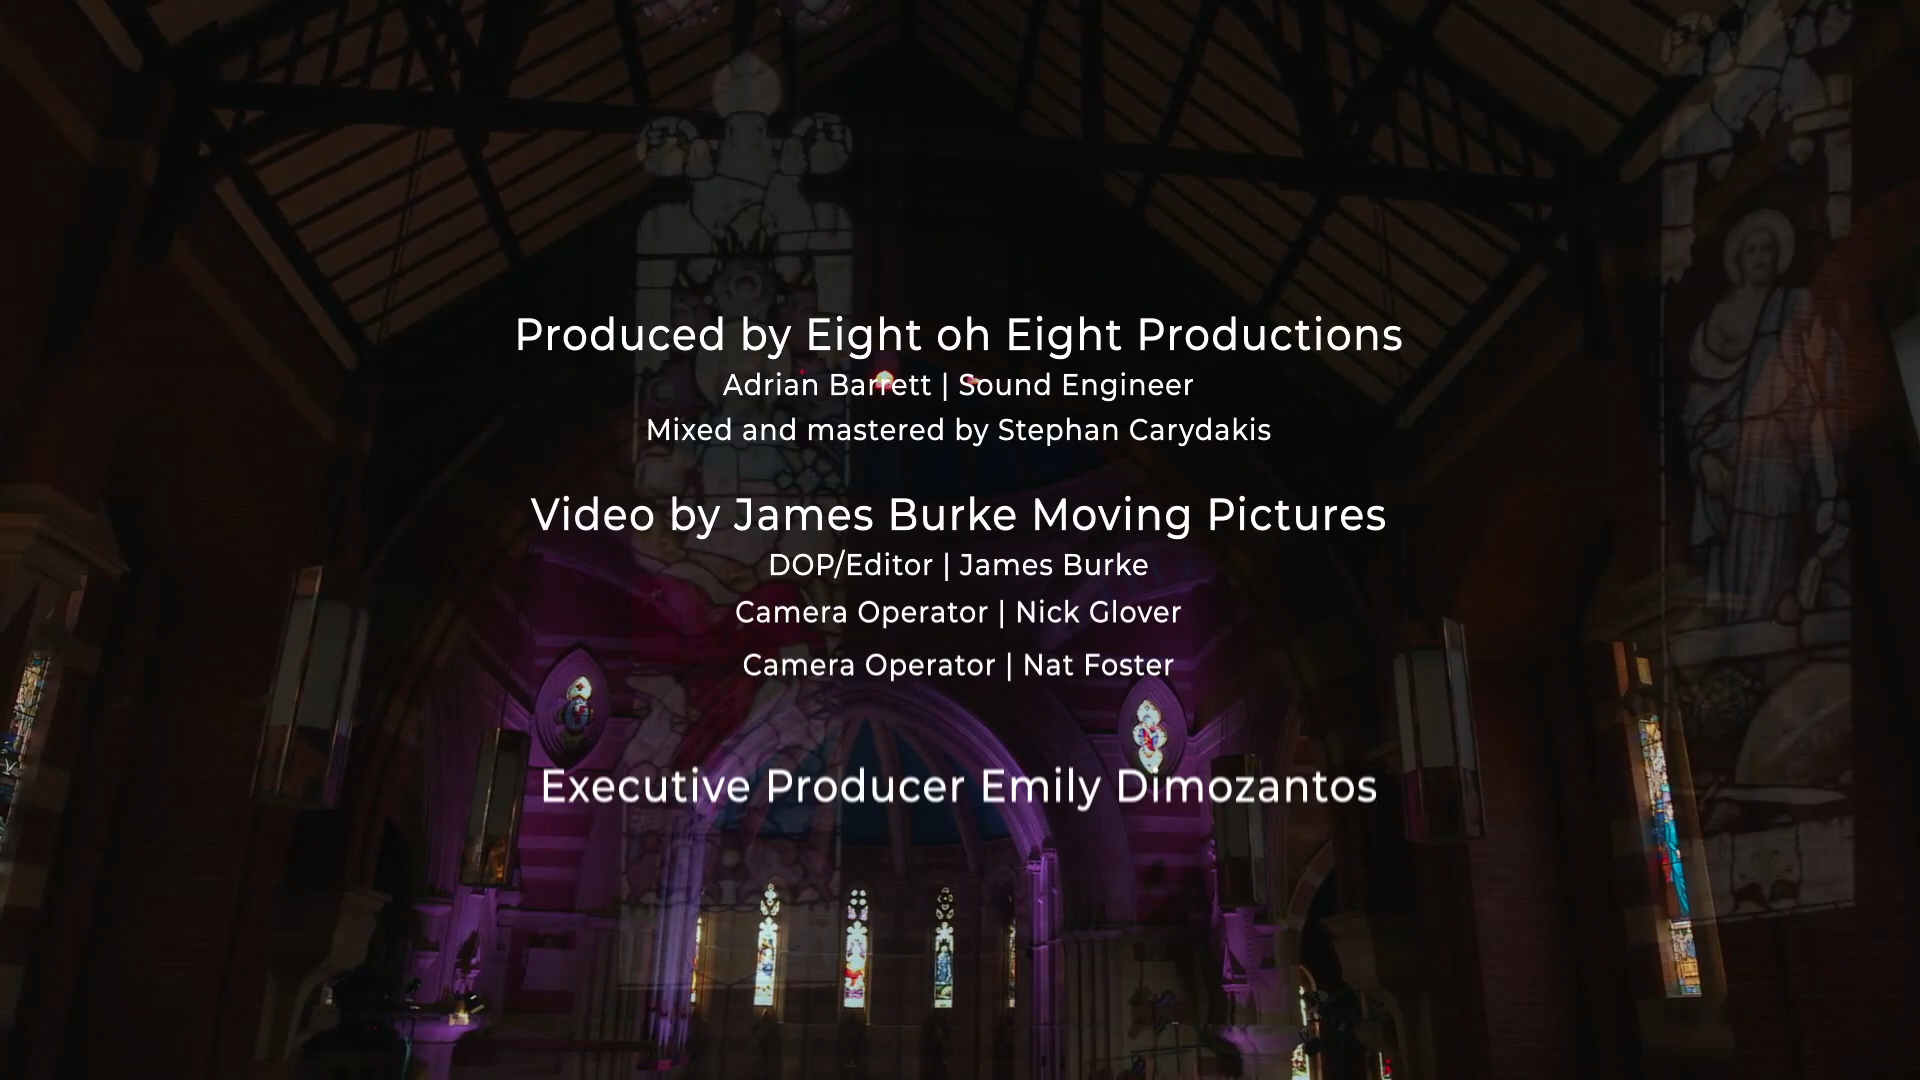 Produced by Eight oh Eight Productions
Adrian Barrett | Sound Engineer
Mixed and mastered by Stephan Carydakis
Video by James Burke Moving Pictures
DOP/Editor | James Burke
Camera Operator | Nick Glover
Camera Operator | Nat Foster
Executive Producer Emily Dimozantos